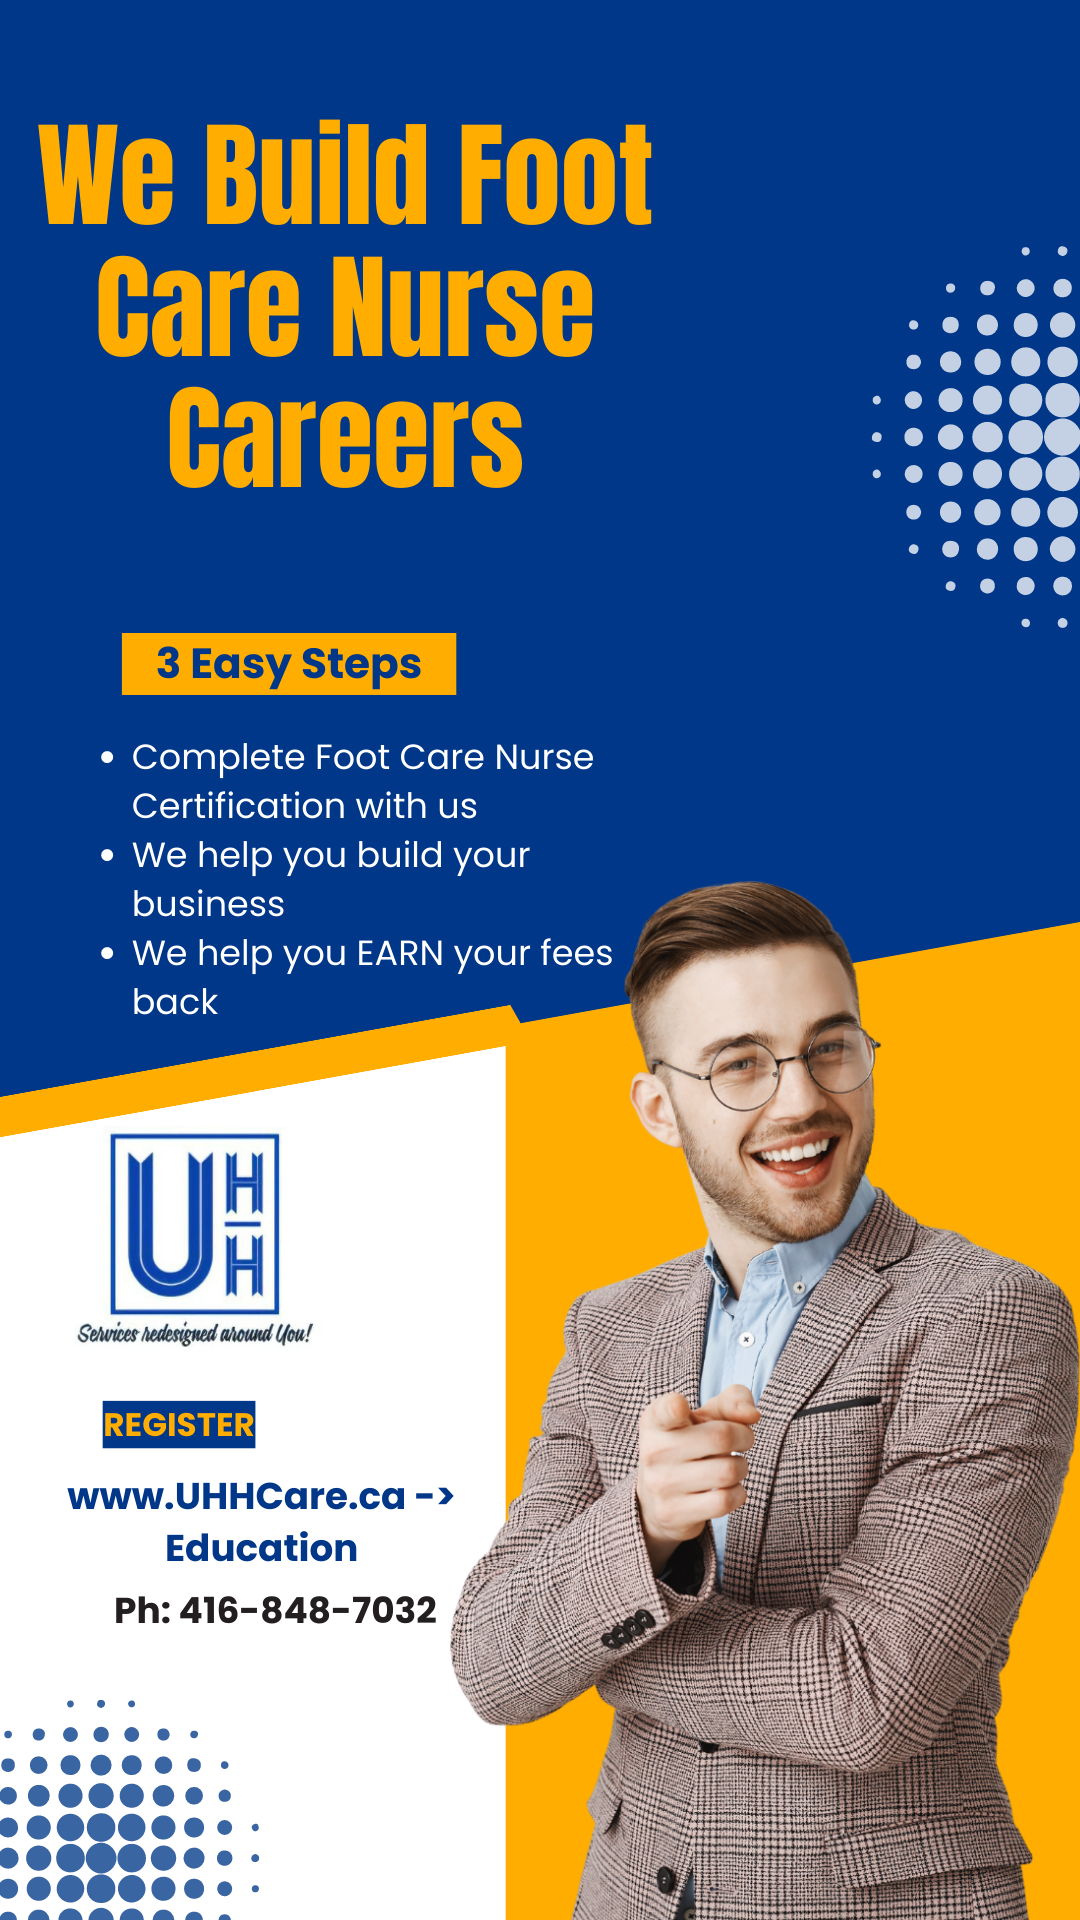 We Build Foot
Care Nurse
Careers
3 Easy Steps
• Complete Foot Care Nurse
Certification with us
• We help you build your
business
• We help you EARN your fees
back
U H
H
Services redesigned around You!
REGISTER
www.UHHCare.ca ->
Education
Ph: 416-848-7032